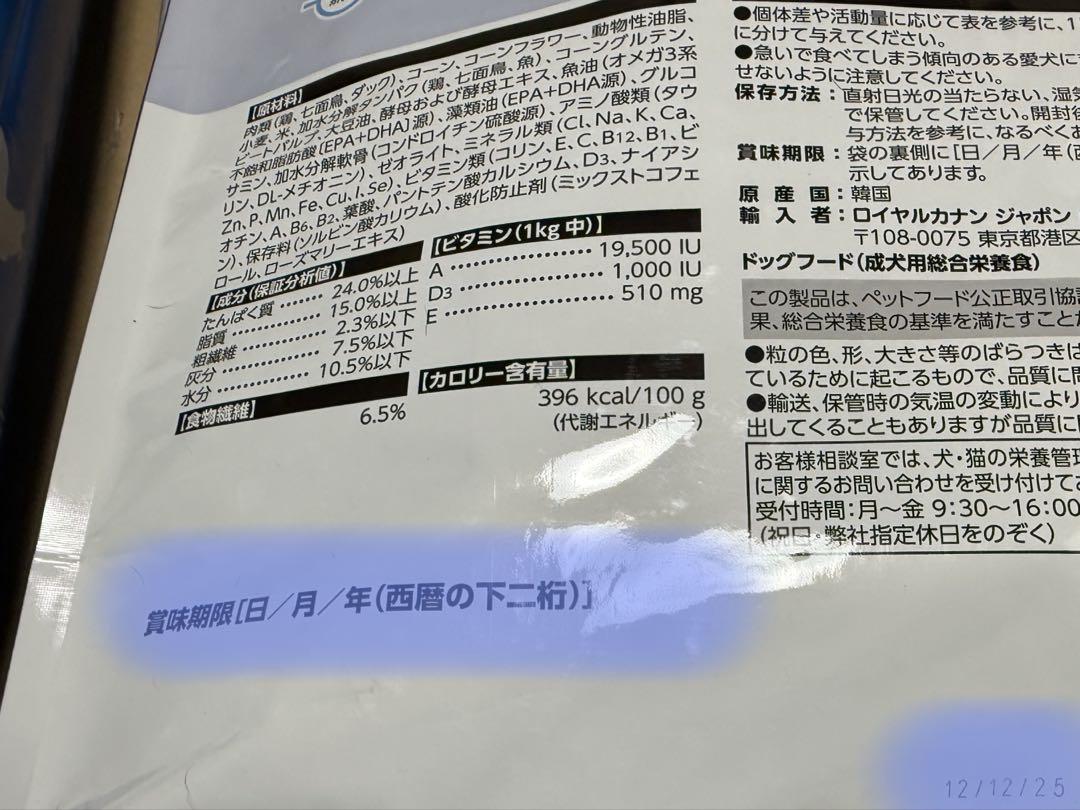 【原材料】
肉類(鶏、七面鳥、ダック)、コーン、コーンフラワー、動物性油脂、
小麦、米、加水分解タンパク(鶏、七面鳥、魚)、コーングルテン、
ビートパルプ、大豆油、酵母および酵母エキス、魚油(オメガ3系
不飽和脂肪酸(EPA+DHA)源)、藻類油(EPA+DHA源)、グルコ
サミン、加水分解軟骨(コンドロイチン硫酸源)、アミノ酸類(タウ
リン、DL-メチオニン)、ゼオライト、ミネラル類(Cl、Na、K、Ca、
Zn、P、Mn、Fe、Cu、I、Se)、ビタミン類(コリン、E、C、B12、B1、ビ
オチン、A、B6、B2、葉酸、パントテン酸カルシウム、D3、ナイアシ
ン)、保存料(ソルビン酸カリウム)、酸化防止剤(ミックストコフェ
ロール、ローズマリーエキス)
【成分(保証分析値)】
たんぱく質 ‥‥‥ 24.0%以上
脂質 ‥‥‥‥‥ 15.0%以上
粗繊維 ‥‥‥‥ 2.3%以下
灰分 ‥‥‥‥‥ 7.5%以下
水分 ‥‥‥‥‥ 10.5%以下
【食物繊維】
6.5%
【ビタミン(1kg 中)】
A ‥‥‥‥‥‥ 19,500 IU
D3 ‥‥‥‥‥‥ 1,000 IU
E ‥‥‥‥‥‥ 510 mg
【カロリー含有量】
396 kcal/100 g
(代謝エネルギー)
賞味期限[日/月/年(西暦の下二桁)]
●個体差や活動量に応じて表を参考に、1
に分けて与えてください。
●急いで食べてしまう傾向のある愛犬に
せないように注意してください。
保存方法：直射日光の当たらない、湿気
で保管してください。開封後
与方法を参考に、なるべくお
賞味期限：袋の裏側に[日/月/年(西
示してあります。
原産国：韓国
輸入者：ロイヤルカナン ジャポン
〒108-0075 東京都港区
ドッグフード(成犬用総合栄養食)
この製品は、ペットフード公正取引協議
果、総合栄養食の基準を満たすことが
●粒の色、形、大きさ等のばらつきは
ているために起こるもので、品質に問
●輸送、保管時の気温の変動により
出してくることもありますが品質に問
お客様相談室では、犬・猫の栄養管理
に関するお問い合わせを受け付けてお
受付時間：月～金 9:30～16:00
(祝日・弊社指定休日をのぞく)
12/12/25